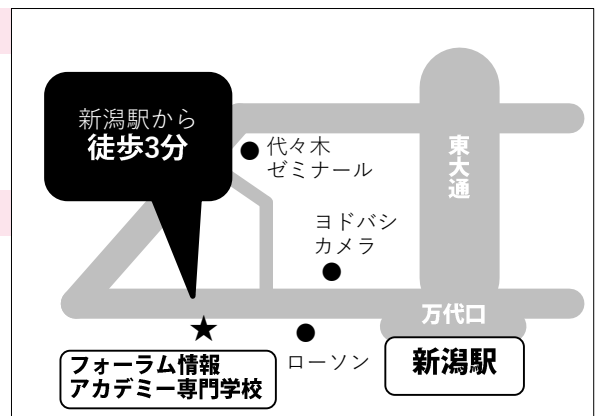 新潟駅から
徒歩3分
代々木
ゼミナール
東大通
ヨドバシ
カメラ
万代口
ローソン
新潟駅
フォーラム情報
アカデミー専門学校